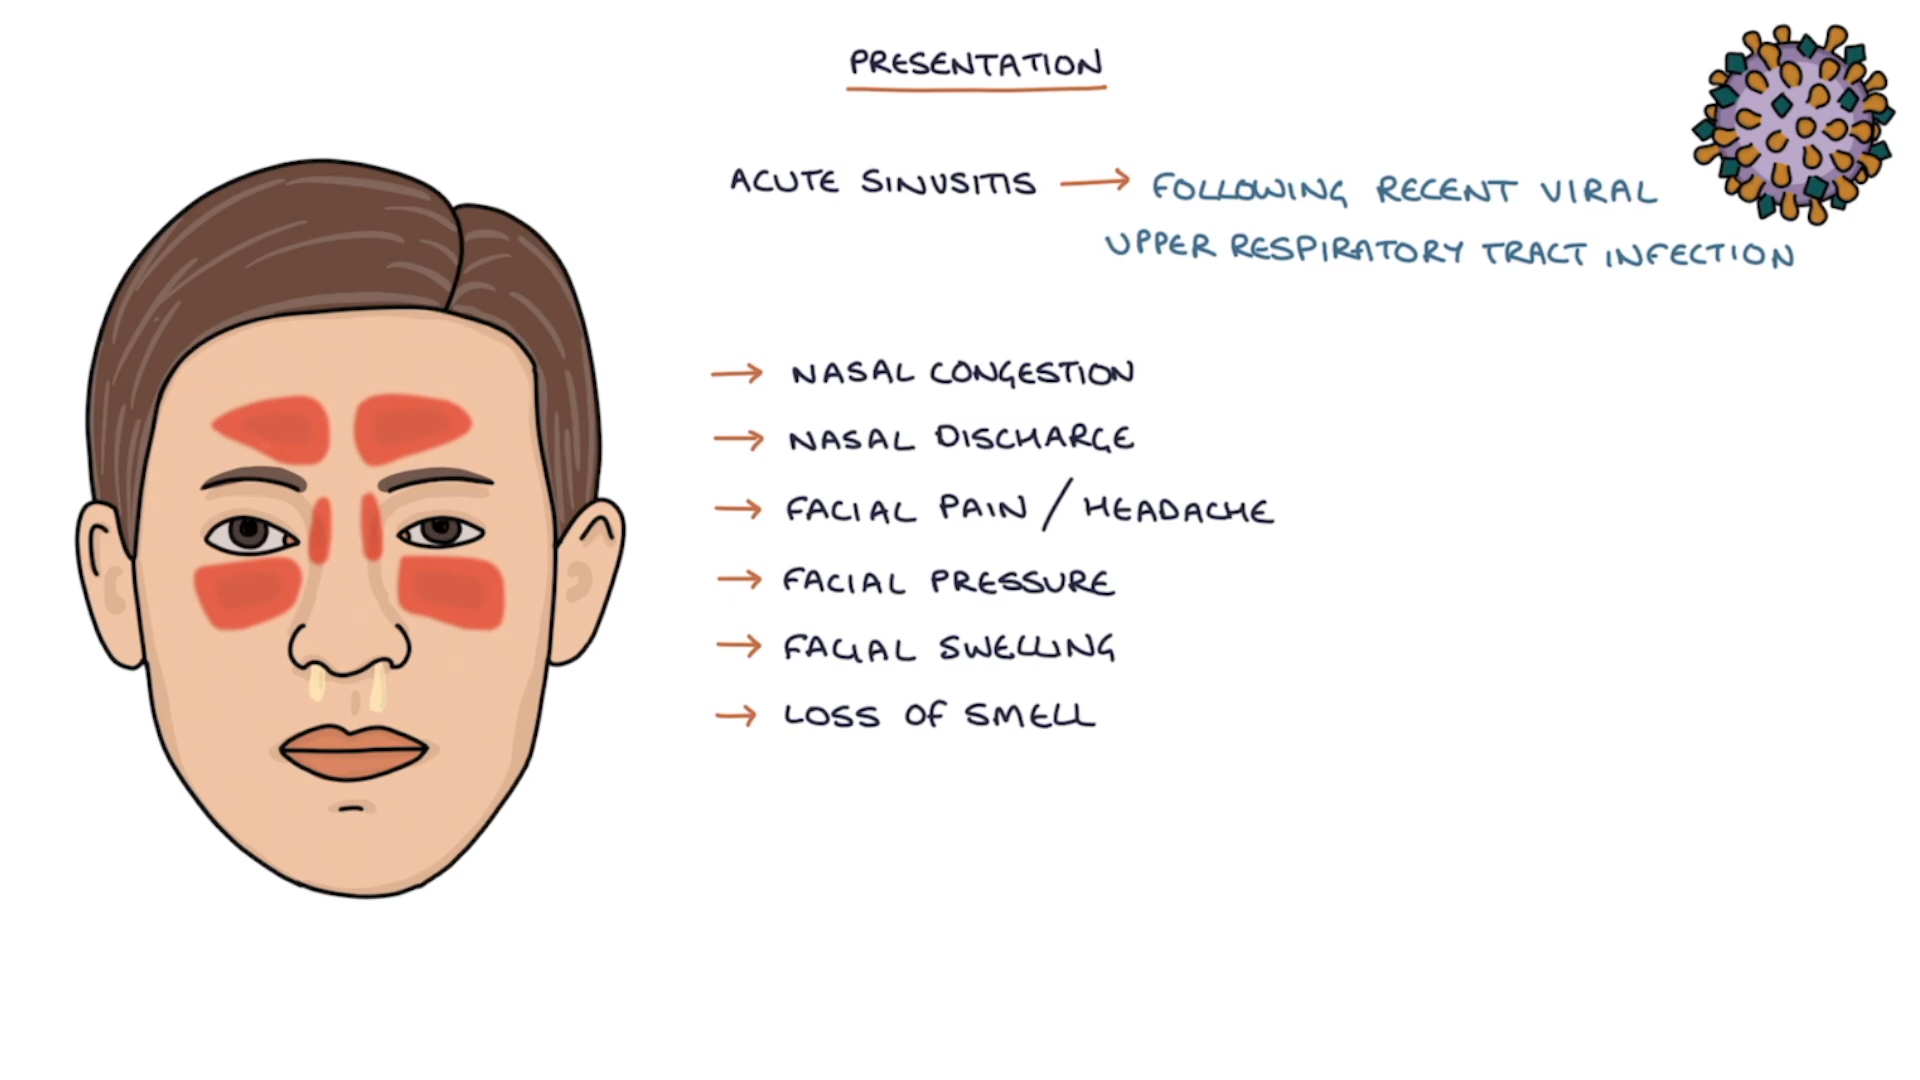 PRESENTATION
ACUTE SINUSITIS → FOLLOWING RECENT VIRAL
UPPER RESPIRATORY TRACT INFECTION
→ NASAL CONGESTION
→ NASAL DISCHARGE
→ FACIAL PAIN / HEADACHE
→ FACIAL PRESSURE
→ FACIAL SWELLING
→ LOSS OF SMELL